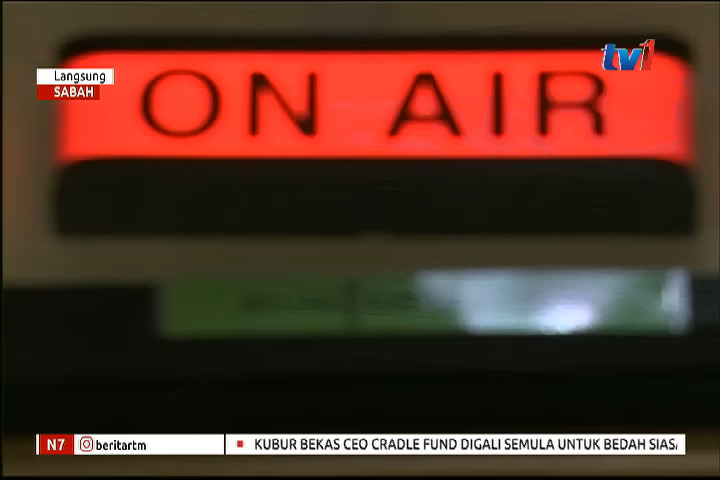 tv1
Langsung
SABAH
ON AIR
N7 beritartm KUBUR BEKAS CEO CRADLE FUND DIGALI SEMULA UNTUK BEDAH SIAS